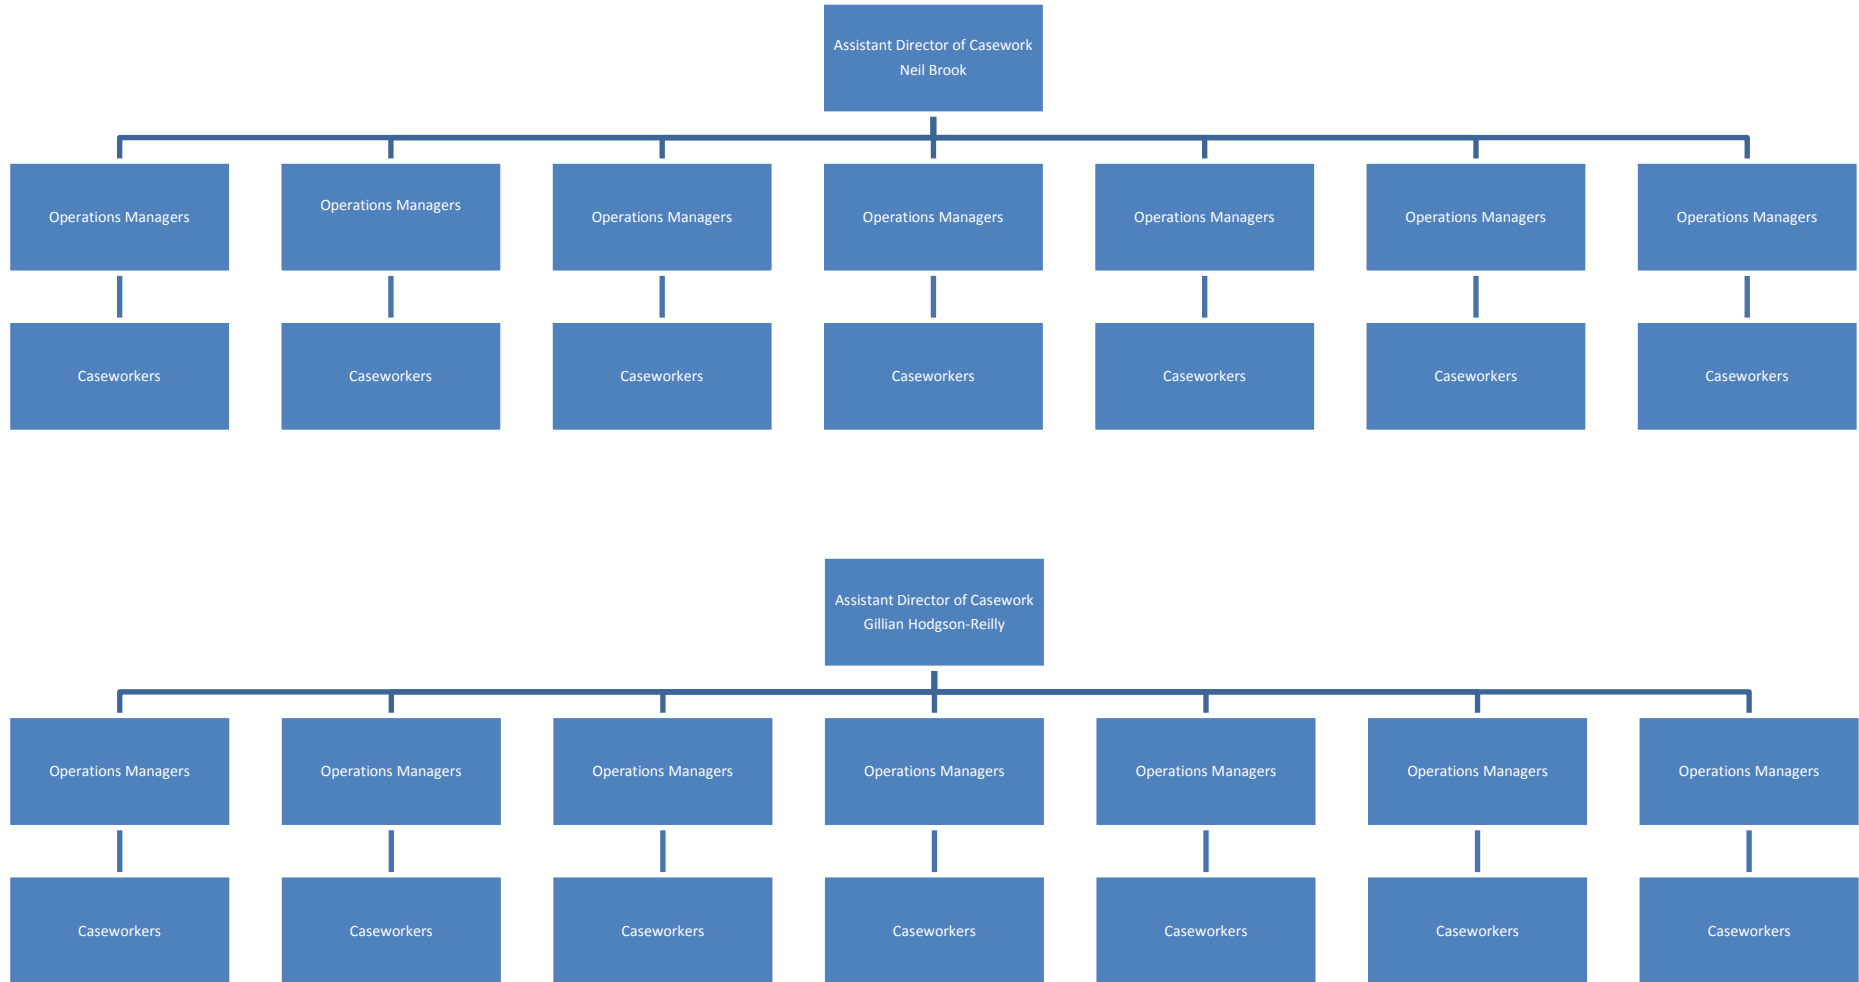 Assistant Director of Casework
Neil Brook
Operations Managers
Operations Managers
Operations Managers
Operations Managers
Operations Managers
Operations Managers
Operations Managers
Caseworkers
Caseworkers
Caseworkers
Caseworkers
Caseworkers
Caseworkers
Caseworkers
Assistant Director of Casework
Gillian Hodgson-Reilly
Operations Managers
Operations Managers
Operations Managers
Operations Managers
Operations Managers
Operations Managers
Operations Managers
Caseworkers
Caseworkers
Caseworkers
Caseworkers
Caseworkers
Caseworkers
Caseworkers